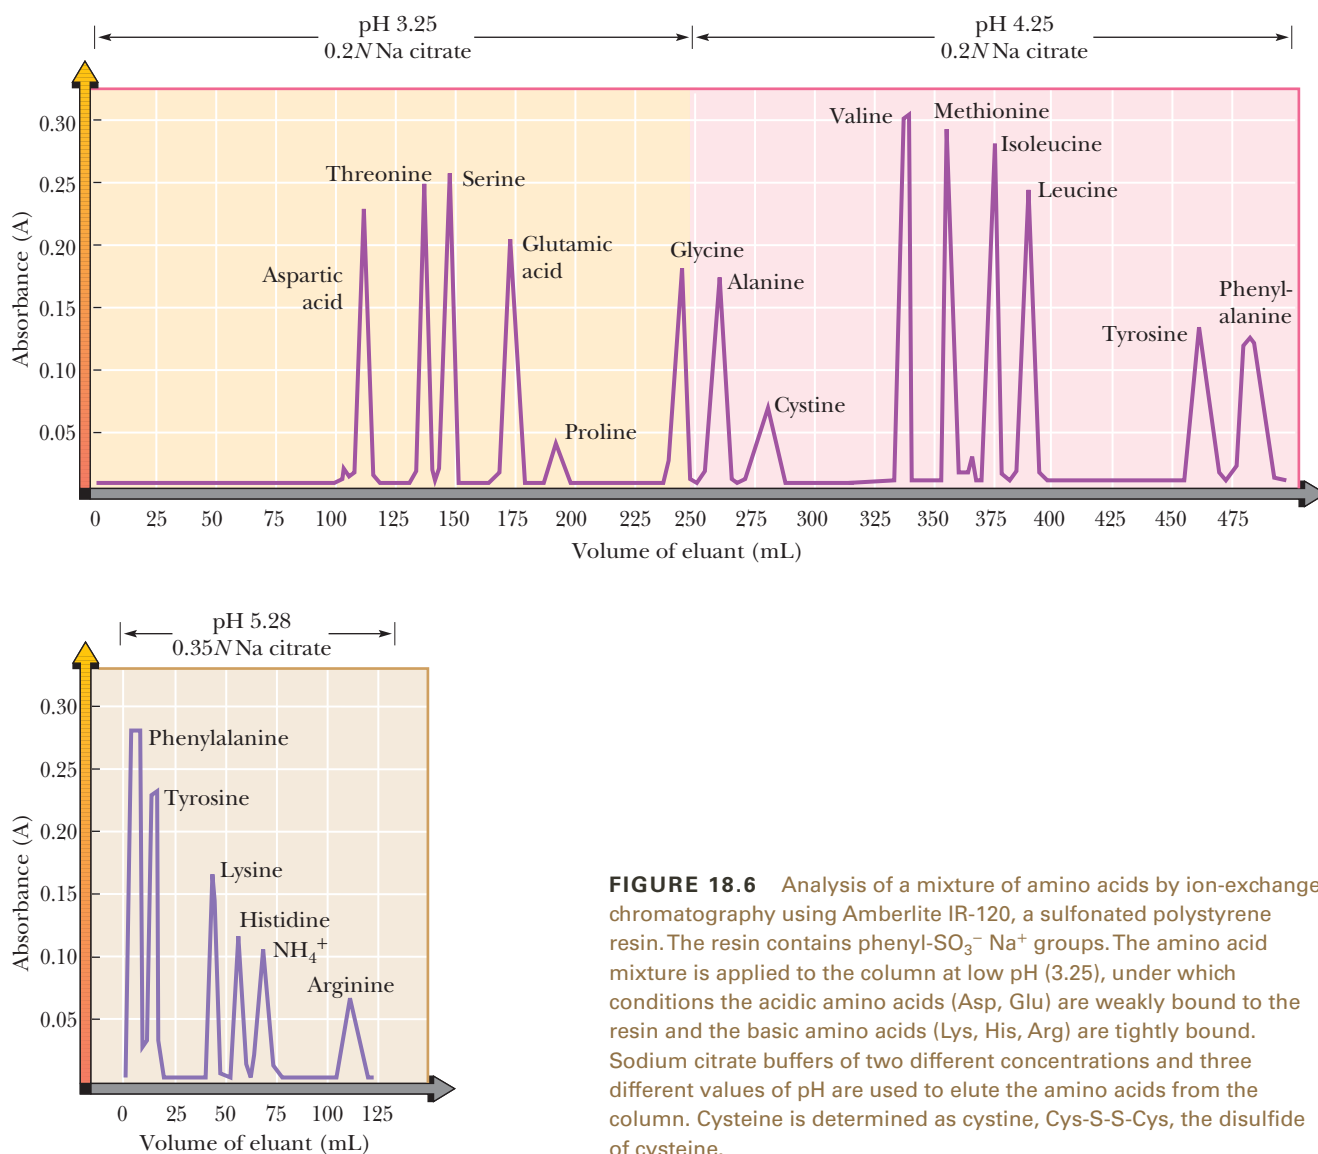 pH 3.25
0.2N Na citrate
pH 4.25
0.2N Na citrate
Absorbance (A)
0.30
0.25
0.20
0.15
0.10
0.05
Aspartic
acid
Threonine
Serine
Glutamic
acid
Proline
Glycine
Alanine
Cystine
Valine
Methionine
Isoleucine
Leucine
Tyrosine
Phenyl-
alanine
0 25 50 75 100 125 150 175 200 225 250 275 300 325 350 375 400 425 450 475
Volume of eluant (mL)
pH 5.28
0.35N Na citrate
Absorbance (A)
0.30
0.25
0.20
0.15
0.10
0.05
Phenylalanine
Tyrosine
Lysine
Histidine
NH₄⁺
Arginine
0 25 50 75 100 125
Volume of eluant (mL)
FIGURE 18.6 Analysis of a mixture of amino acids by ion-exchange
chromatography using Amberlite IR-120, a sulfonated polystyrene
resin. The resin contains phenyl-SO₃⁻ Na⁺ groups. The amino acid
mixture is applied to the column at low pH (3.25), under which
conditions the acidic amino acids (Asp, Glu) are weakly bound to the
resin and the basic amino acids (Lys, His, Arg) are tightly bound.
Sodium citrate buffers of two different concentrations and three
different values of pH are used to elute the amino acids from the
column. Cysteine is determined as cystine, Cys-S-S-Cys, the disulfide
of cysteine.